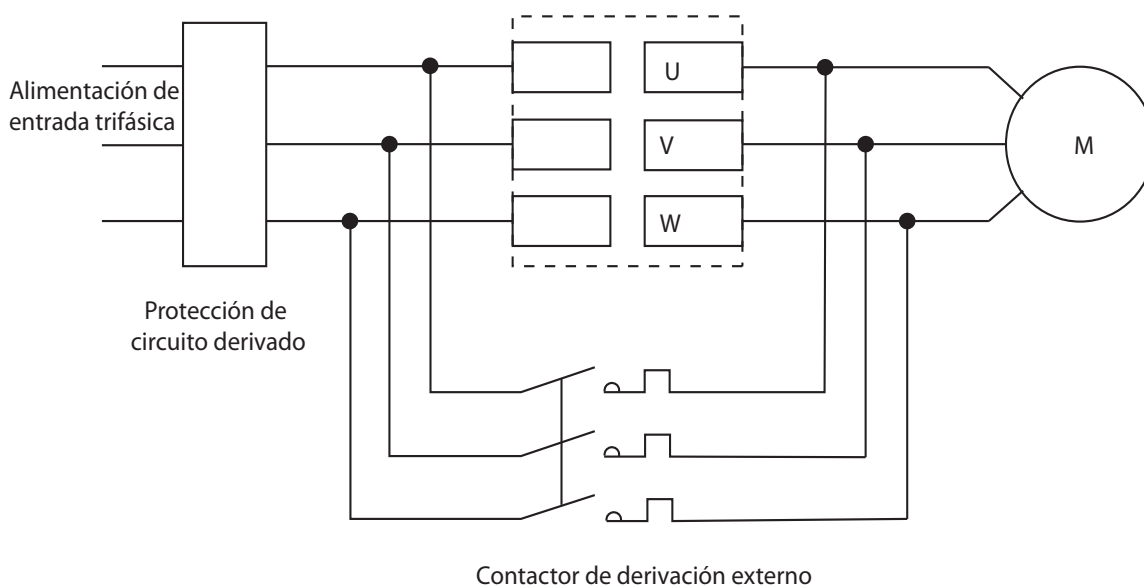 Alimentación de
entrada trifásica
U
V
W
M
Protección de
circuito derivado
Contactor de derivación externo